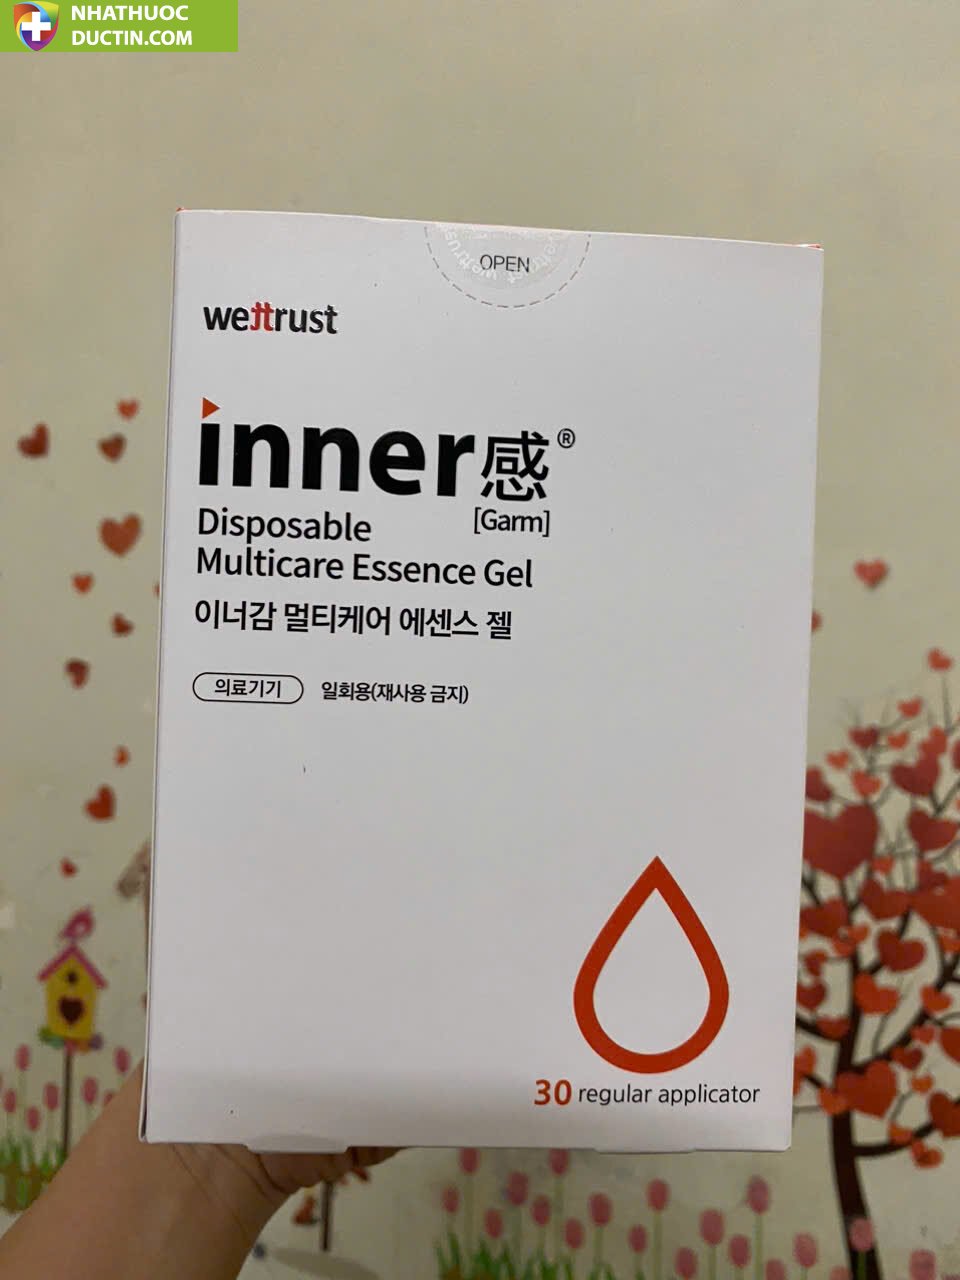 NHATHUOC
DUCTIN.COM
OPEN
wettrust
inner感®
[Garm]
Disposable
Multicare Essence Gel
이너감 멀티케어 에센스 젤
의료기기 일회용(재사용 금지)
30 regular applicator